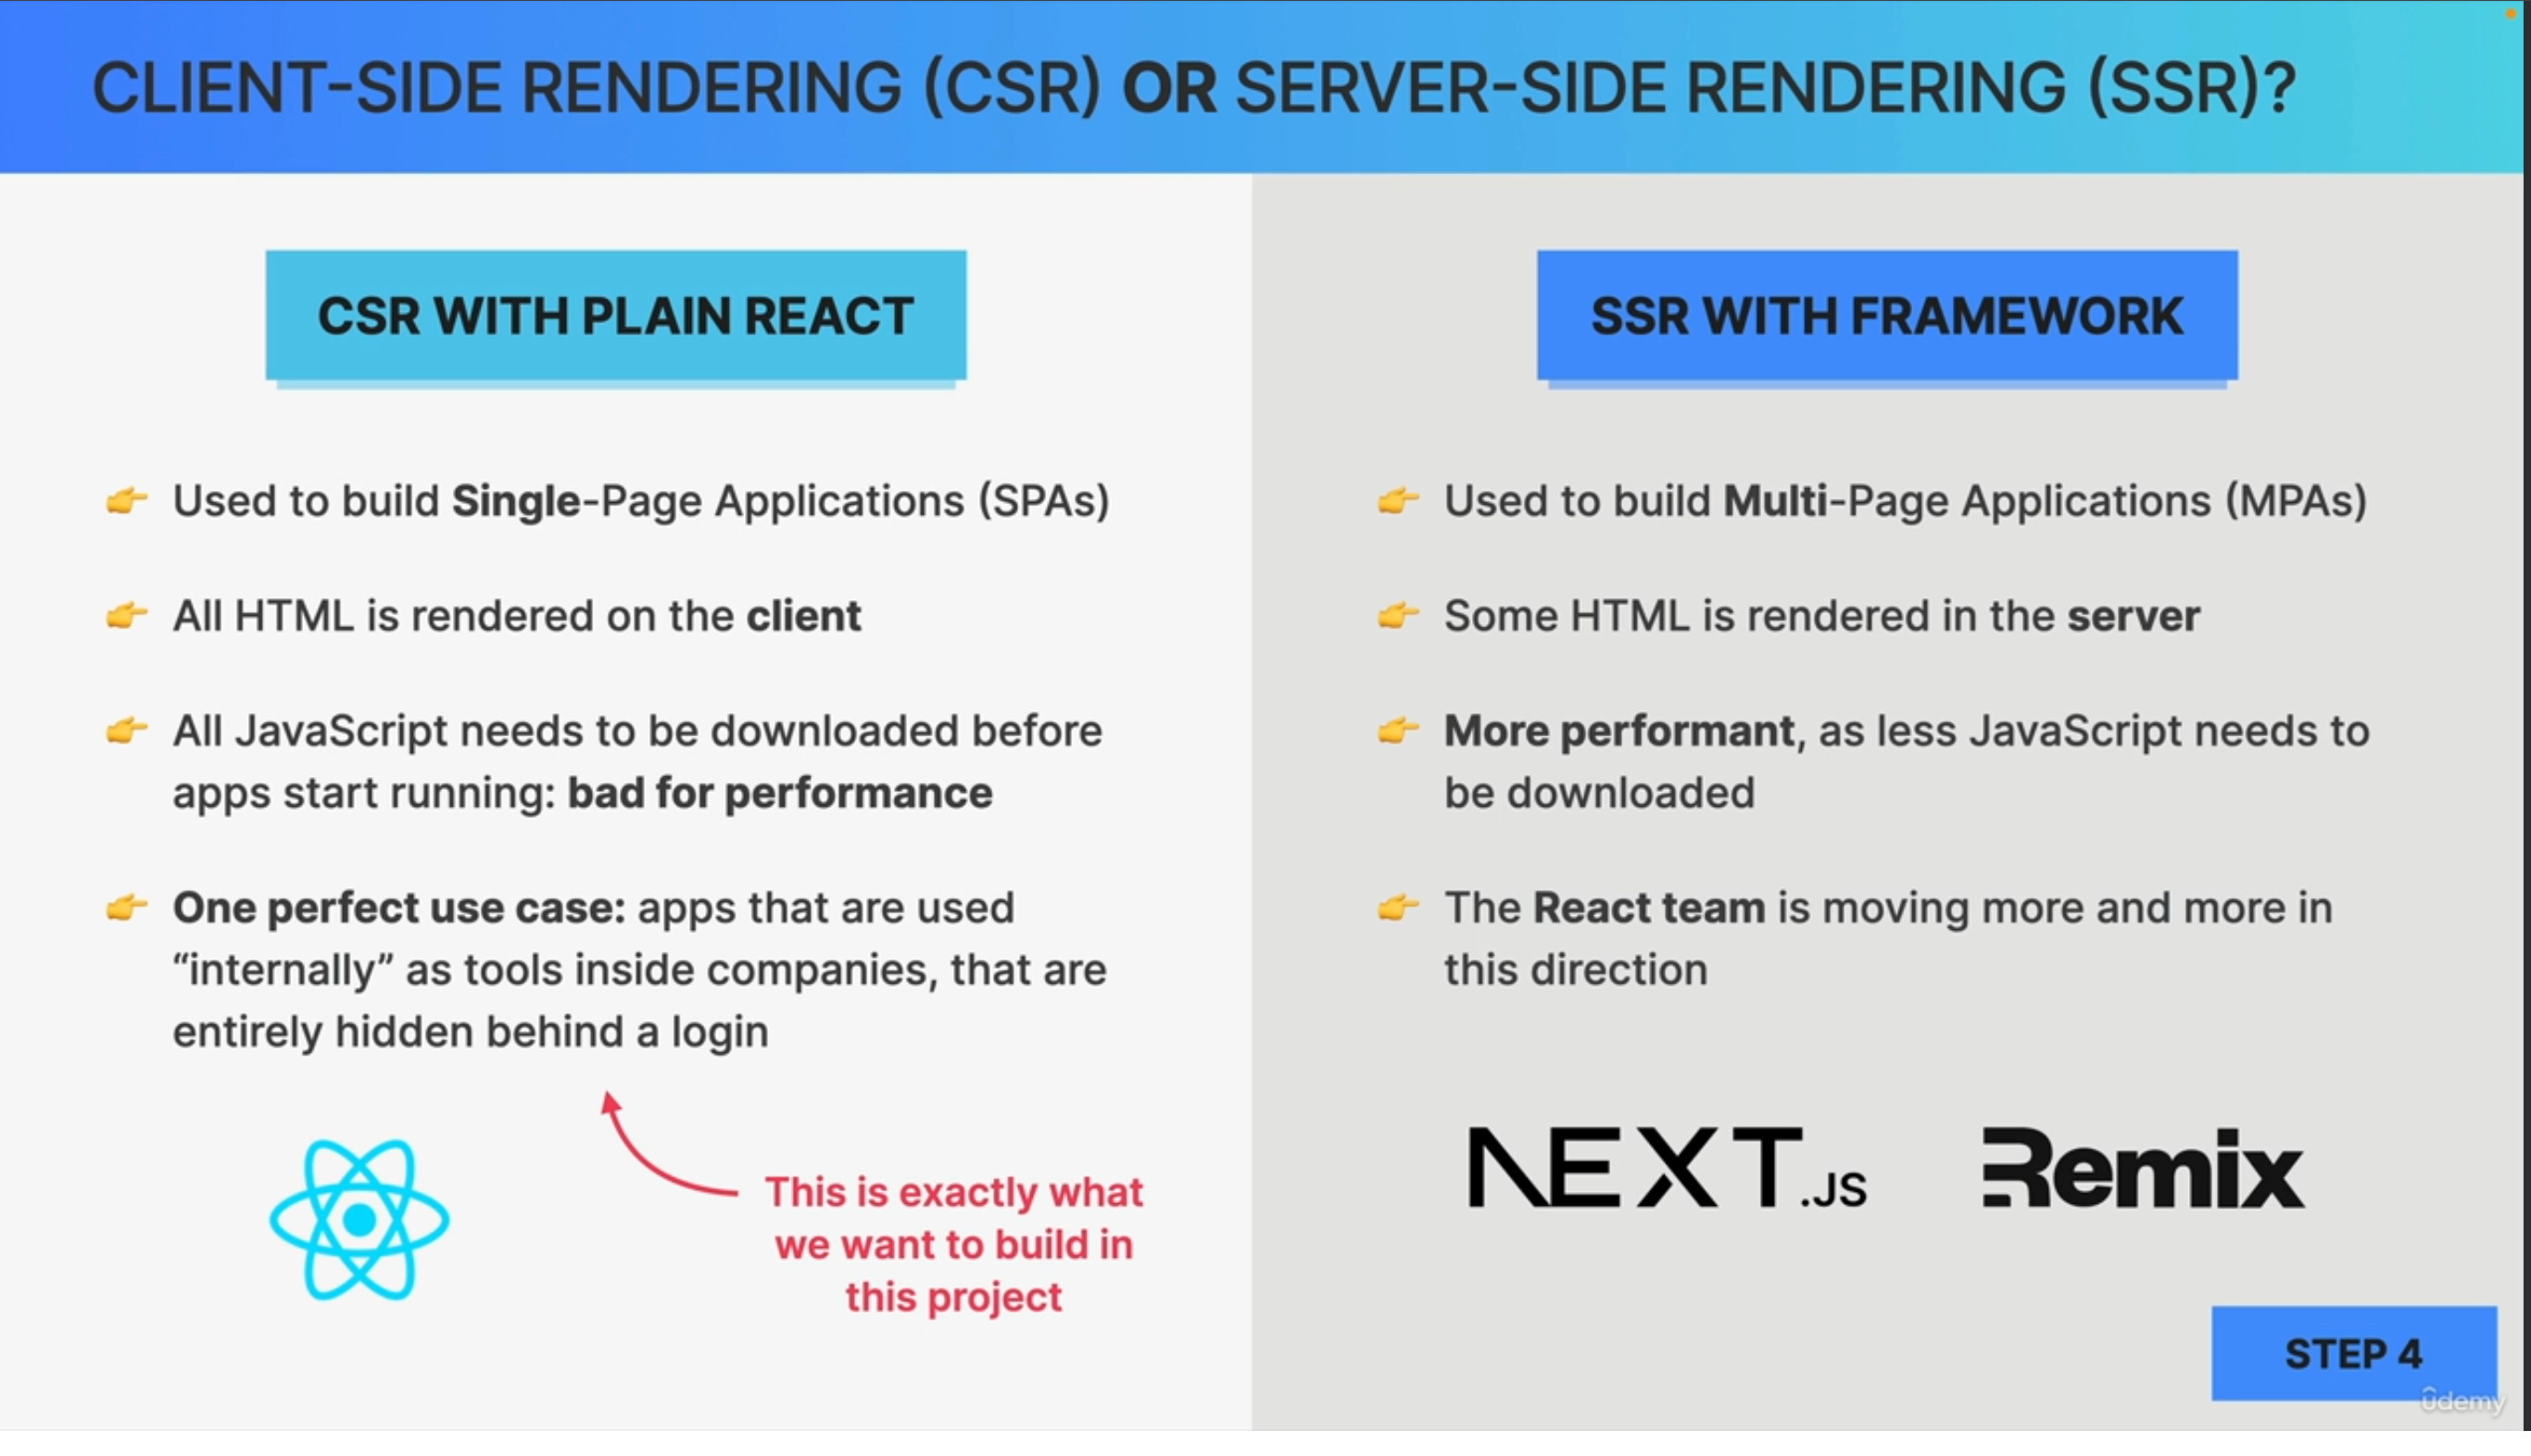 CLIENT-SIDE RENDERING (CSR) OR SERVER-SIDE RENDERING (SSR)?
CSR WITH PLAIN REACT
👉 Used to build Single-Page Applications (SPAs)
👉 All HTML is rendered on the client
👉 All JavaScript needs to be downloaded before
apps start running: bad for performance
👉 One perfect use case: apps that are used
“internally” as tools inside companies, that are
entirely hidden behind a login
This is exactly what
we want to build in
this project
SSR WITH FRAMEWORK
👉 Used to build Multi-Page Applications (MPAs)
👉 Some HTML is rendered in the server
👉 More performant, as less JavaScript needs to
be downloaded
👉 The React team is moving more and more in
this direction
NEXT.JS
Remix
STEP 4
ûdemy